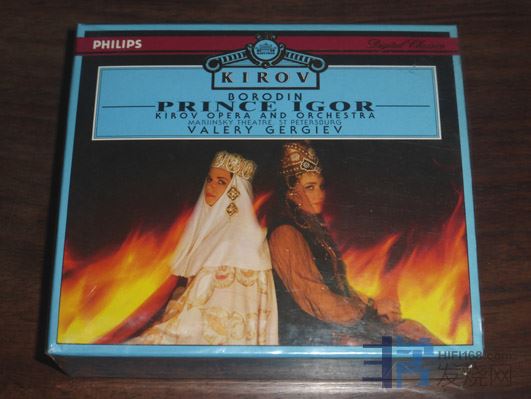 PHILIPS
Digital Classics
KIROV
BORODIN
PRINCE IGOR
KIROV OPERA AND ORCHESTRA
MARIINSKY THEATRE, ST PETERSBURG
VALERY GERGIEV
HIFI168.com
发烧网